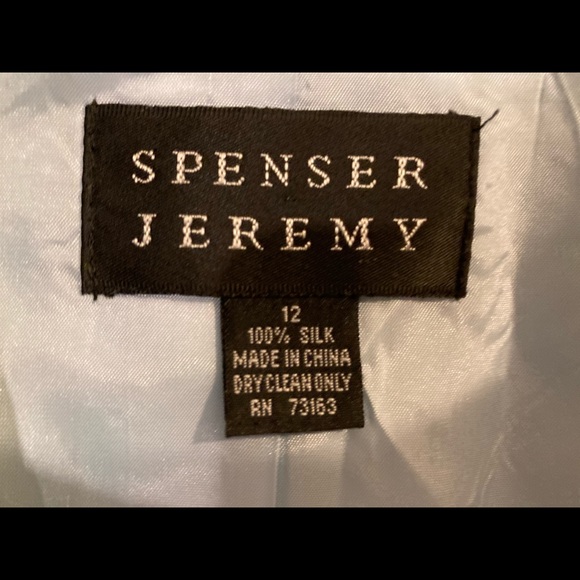 SPENSER
JEREMY
12
100% SILK
MADE IN CHINA
DRY CLEAN ONLY
RN 73163